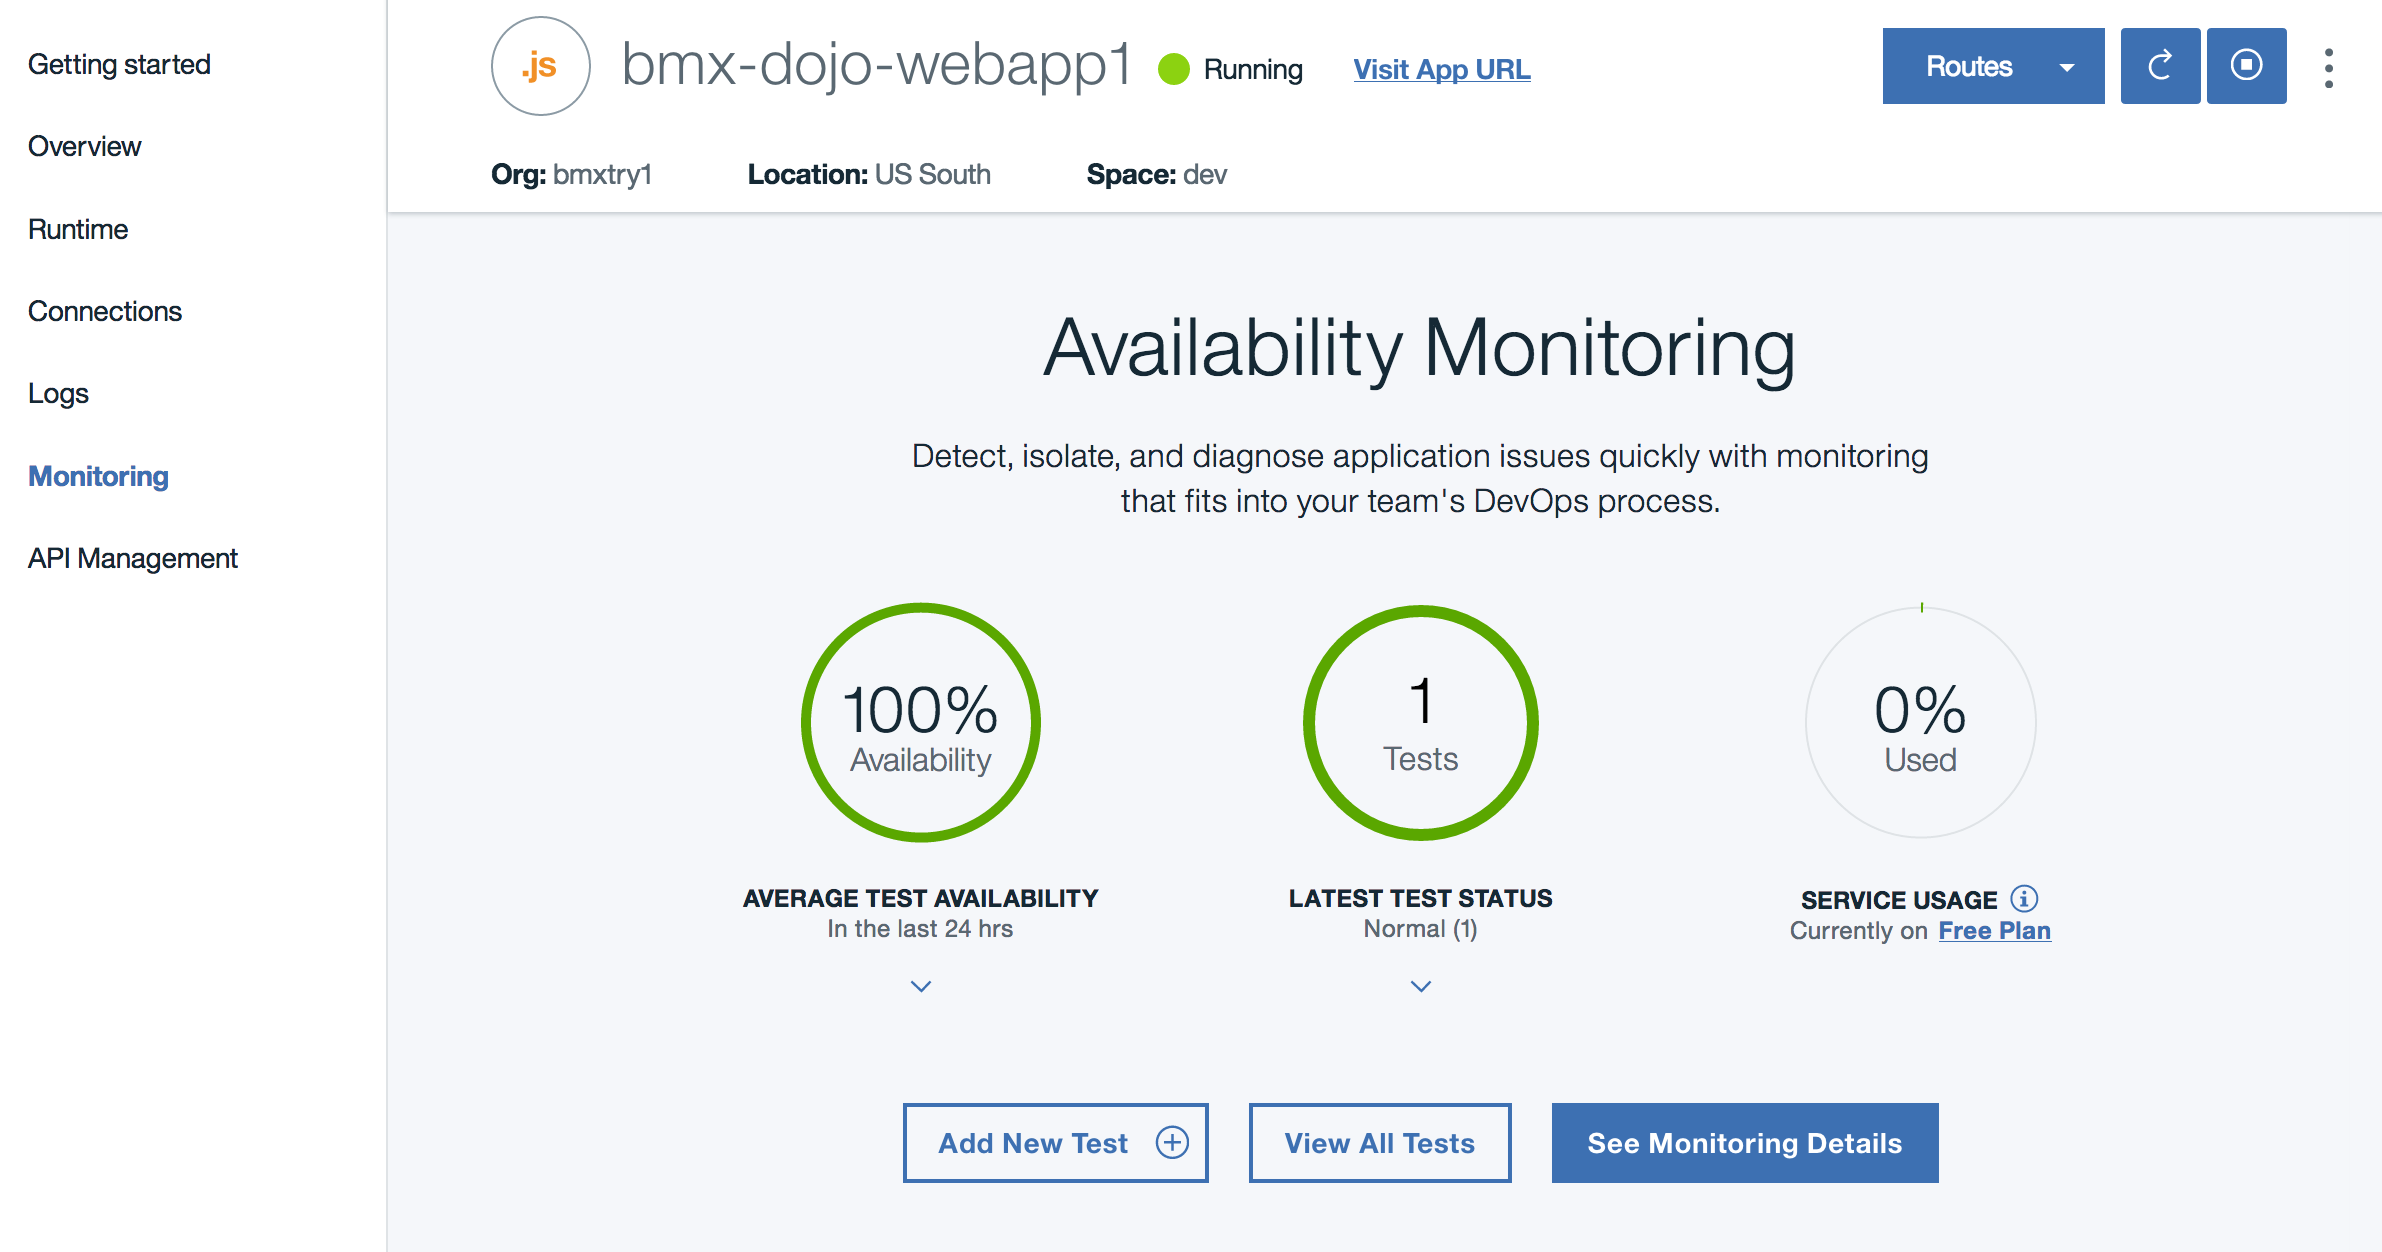 Getting started
Overview
Runtime
Connections
Logs
Monitoring
API Management
.js
bmx-dojo-webapp1
Running
Visit App URL
Routes
Org: bmxtry1
Location: US South
Space: dev
Availability Monitoring
Detect, isolate, and diagnose application issues quickly with monitoring
that fits into your team's DevOps process.
100%
Availability
AVERAGE TEST AVAILABILITY
In the last 24 hrs
1
Tests
LATEST TEST STATUS
Normal (1)
0%
Used
SERVICE USAGE
Currently on Free Plan
Add New Test
View All Tests
See Monitoring Details